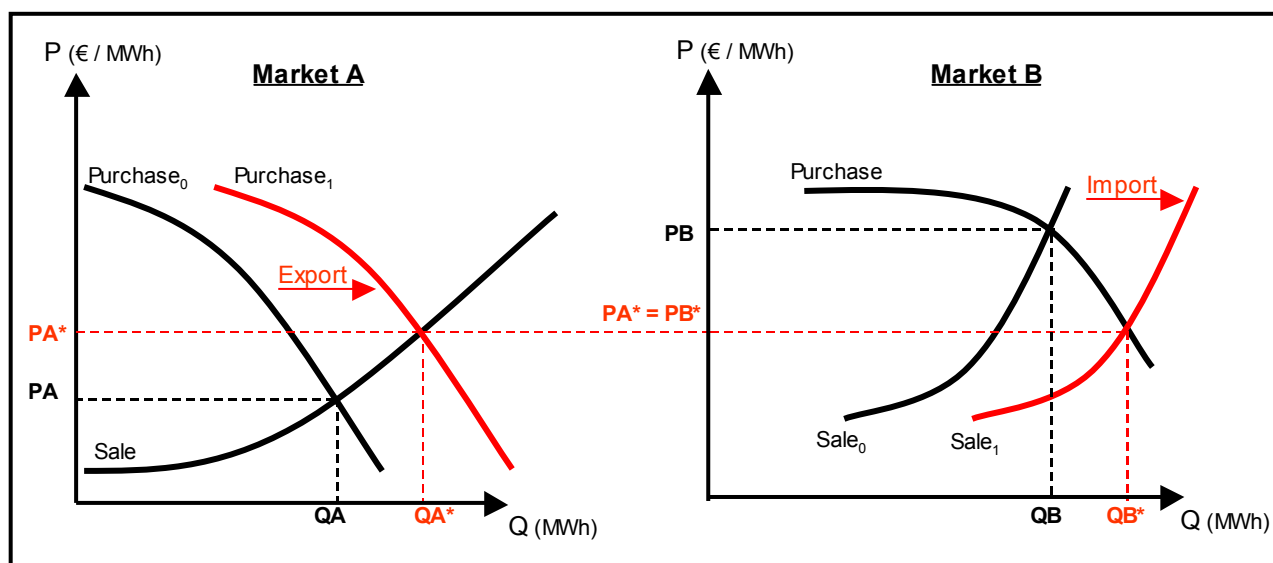 P (€ / MWh)
Market A
Purchase₀
Purchase₁
Export
PA*
PA
Sale
QA
QA*
Q (MWh)
P (€ / MWh)
Market B
Purchase
Import
PB
PA* = PB*
Sale₀
Sale₁
QB
QB*
Q (MWh)